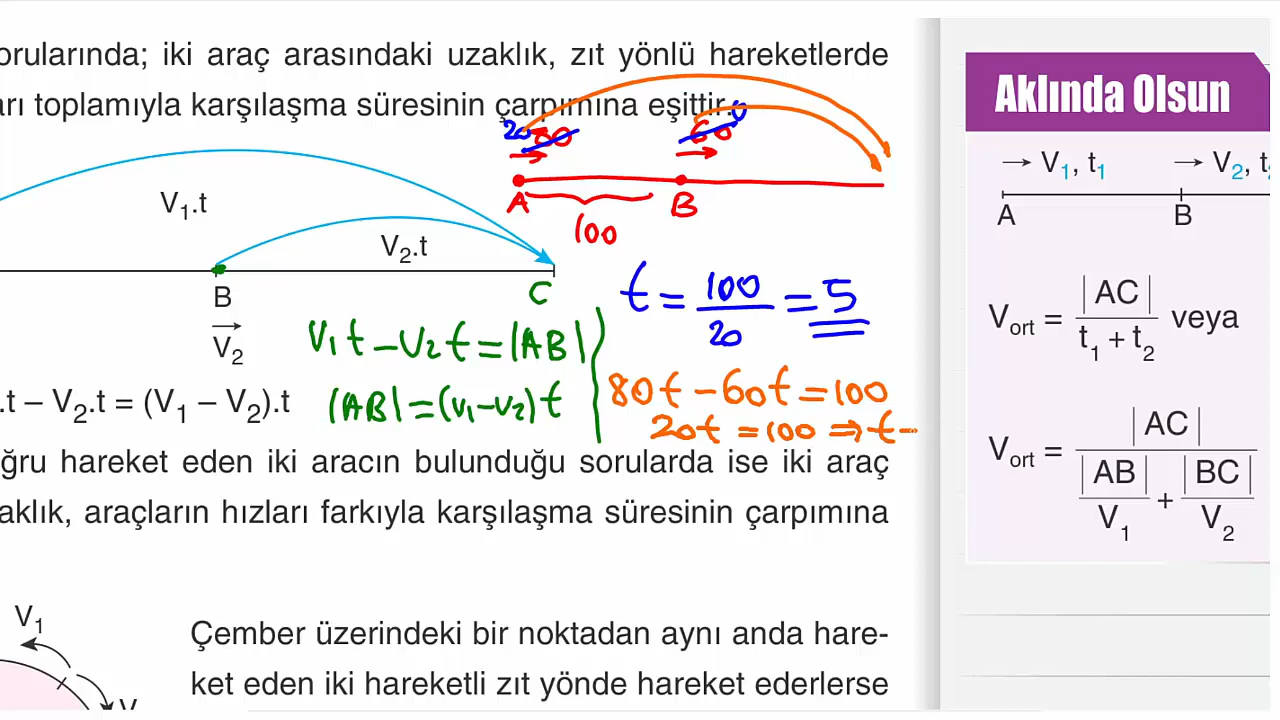 orularında; iki araç arasındaki uzaklık, zıt yönlü hareketlerde
arı toplamıyla karşılaşma süresinin çarpımına eşittir.
20 80 60 0
A B
100
V1.t
V2.t
B C
V2
V1t - V2t = |AB|
|AB| = (V1-V2)t
t = 100/20 = 5
80t - 60t = 100
20t = 100 ⇒ t =
.t – V2.t = (V1 – V2).t
ğru hareket eden iki aracın bulunduğu sorularda ise iki araç
aklık, araçların hızları farkıyla karşılaşma süresinin çarpımına
V1
V
Çember üzerindeki bir noktadan aynı anda hare-
ket eden iki hareketli zıt yönde hareket ederlerse
Aklında Olsun
→ V1, t1 → V2, t2
A B
Vort = |AC| / t1 + t2 veya
Vort = |AC| / |AB|/V1 + |BC|/V2